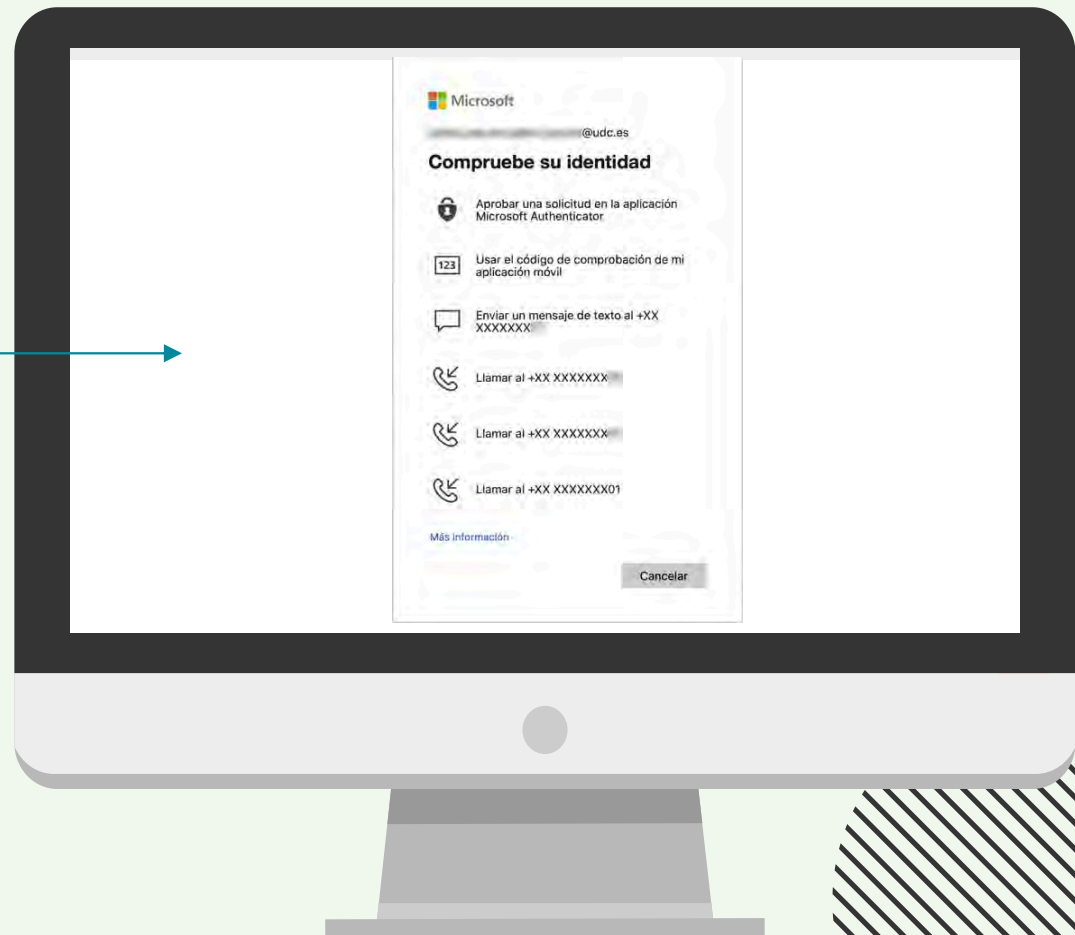 Microsoft
@udc.es
Compruebe su identidad
Aprobar una solicitud en la aplicación
Microsoft Authenticator
123
Usar el código de comprobación de mi
aplicación móvil
Enviar un mensaje de texto al +XX
XXXXXXX
Llamar al +XX XXXXXXX
Llamar al +XX XXXXXXX
Llamar al +XX XXXXXXX01
Más información
Cancelar